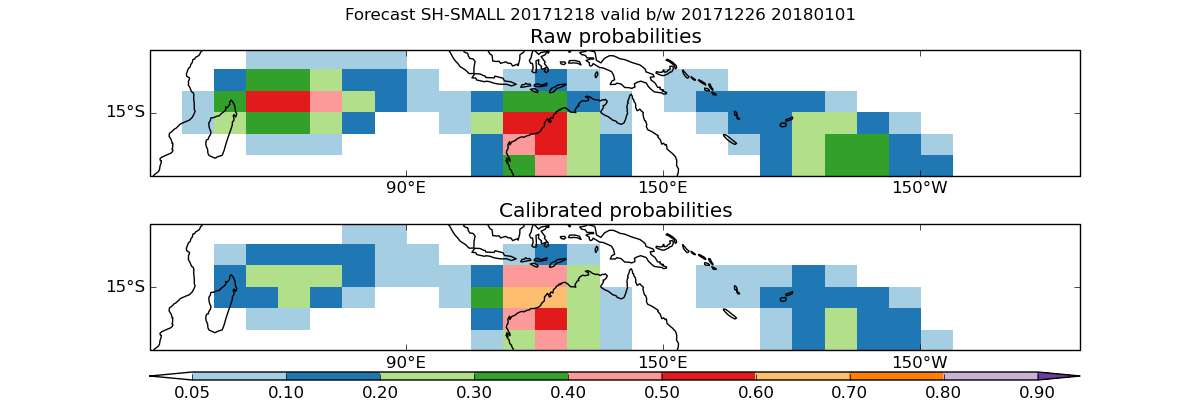 Forecast SH-SMALL 20171218 valid b/w 20171226 20180101
Raw probabilities
15°S
90°E 150°E 150°W
Calibrated probabilities
15°S
90°E 150°E 150°W
0.05 0.10 0.20 0.30 0.40 0.50 0.60 0.70 0.80 0.90